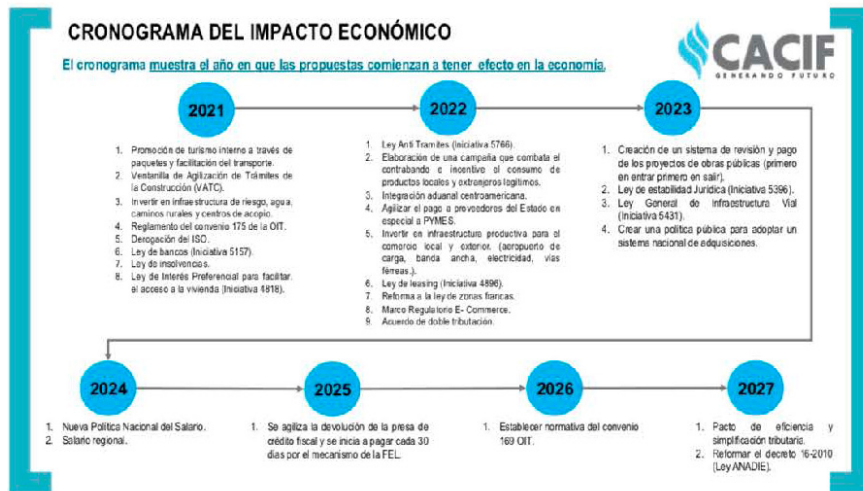 CRONOGRAMA DEL IMPACTO ECONÓMICO
El cronograma muestra el año en que las propuestas comienzan a tener efecto en la economía.
CACIF
GENERANDO FUTURO
2021
1. Promoción de turismo interno a través de
paquetes y facilitación del transporte.
2. Ventanilla de Agilización de Trámites de
la Construcción (VATC).
3. Invertir en infraestructura de riesgo, agua,
caminos rurales y centros de acopio.
4. Reglamento del convenio 175 de la OIT.
5. Derogación del ISO.
6. Ley de bancos (Iniciativa 5157).
7. Ley de insolvencias.
8. Ley de Interés Preferencial para facilitar
el acceso a la vivienda (Iniciativa 4818).
2022
1. Ley Anti Tramites (Iniciativa 5766).
2. Elaboración de una campaña que combata el
contrabando e incentive el consumo de
productos locales y extranjeros legítimos.
3. Integración aduanal centroamericana.
4. Agilizar el pago a proveedores del Estado en
especial a PYMES.
5. Invertir en infraestructura productiva para el
comercio local y exterior. (aeropuerto de
carga, banda ancha, electricidad, vías
férreas.).
6. Ley de leasing (Iniciativa 4896).
7. Reforma a la ley de zonas francas.
8. Marco Regulatorio E- Commerce.
9. Acuerdo de doble tributación.
2023
1. Creación de un sistema de revisión y pago
de los proyectos de obras públicas (primero
en entrar primero en salir).
2. Ley de estabilidad Jurídica (Iniciativa 5396).
3. Ley General de Infraestructura Vial
(Iniciativa 5431).
4. Crear una política pública para adoptar un
sistema nacional de adquisiciones.
2024
1. Nueva Política Nacional del Salario.
2. Salario regional.
2025
1. Se agiliza la devolución de la presa de
crédito fiscal y se inicia a pagar cada 30
días por el mecanismo de la FEL.
2026
1. Establecer normativa del convenio
169 OIT.
2027
1. Pacto de eficiencia y
simplificación tributaria.
2. Reformar el decreto 16-2010
(Ley ANADIE).